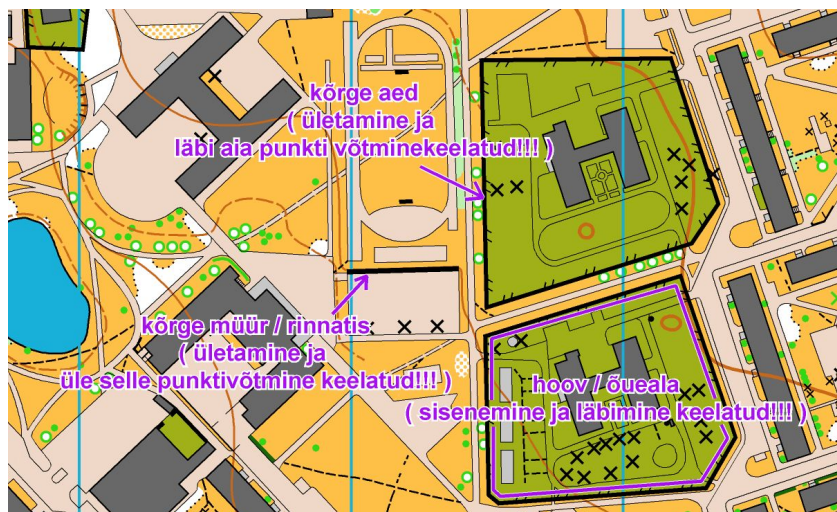 kõrge aed
( ületamine ja
läbi aia punkti võtminekeelatud!!! )
kõrge müür / rinnatis
( ületamine ja
üle selle punktivõtmine keelatud!!! )
hoov / õueala
( sisenemine ja läbimine keelatud!!! )